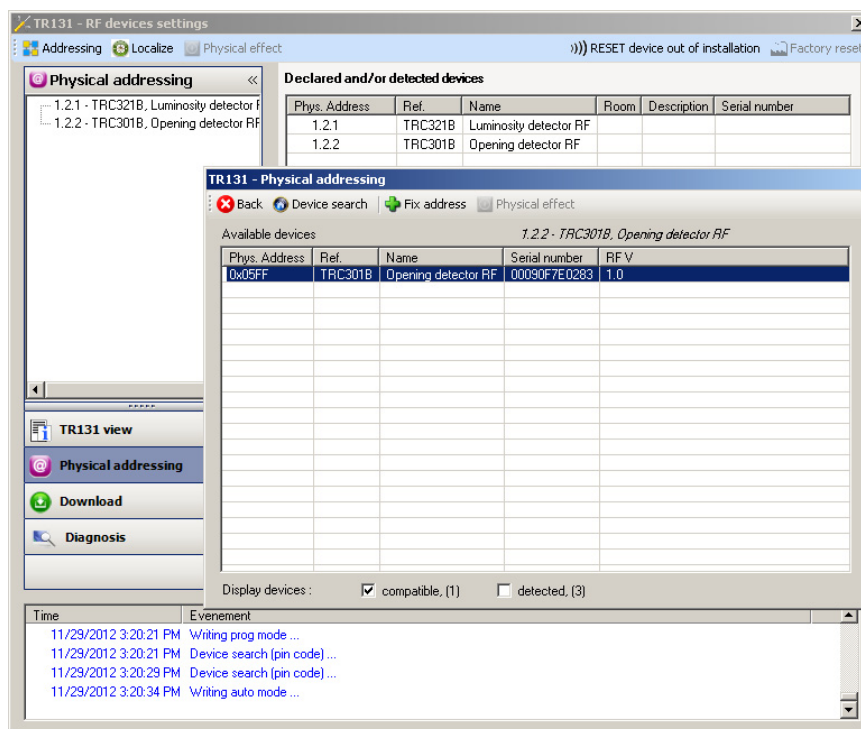 TR131 - RF devices settings
Addressing Localize Physical effect )))) RESET device out of installation Factory reset
Physical addressing «
1.2.1 - TRC321B, Luminosity detector F
1.2.2 - TRC301B, Opening detector RF
Declared and/or detected devices
Phys. Address Ref. Name Room Description Serial number
1.2.1 TRC321B Luminosity detector RF
1.2.2 TRC301B Opening detector RF
TR131 - Physical addressing
Back Device search Fix address Physical effect
Available devices 1.2.2 - TRC301B, Opening detector RF
Phys. Address Ref. Name Serial number RF V
0x05FF TRC301B Opening detector RF 00090F7E0283 1.0
TR131 view
Physical addressing
Download
Diagnosis
Display devices : compatible, (1) detected, (3)
Time Evenement
11/29/2012 3:20:21 PM Writing prog mode ...
11/29/2012 3:20:21 PM Device search (pin code) ...
11/29/2012 3:20:29 PM Device search (pin code) ...
11/29/2012 3:20:34 PM Writing auto mode ...